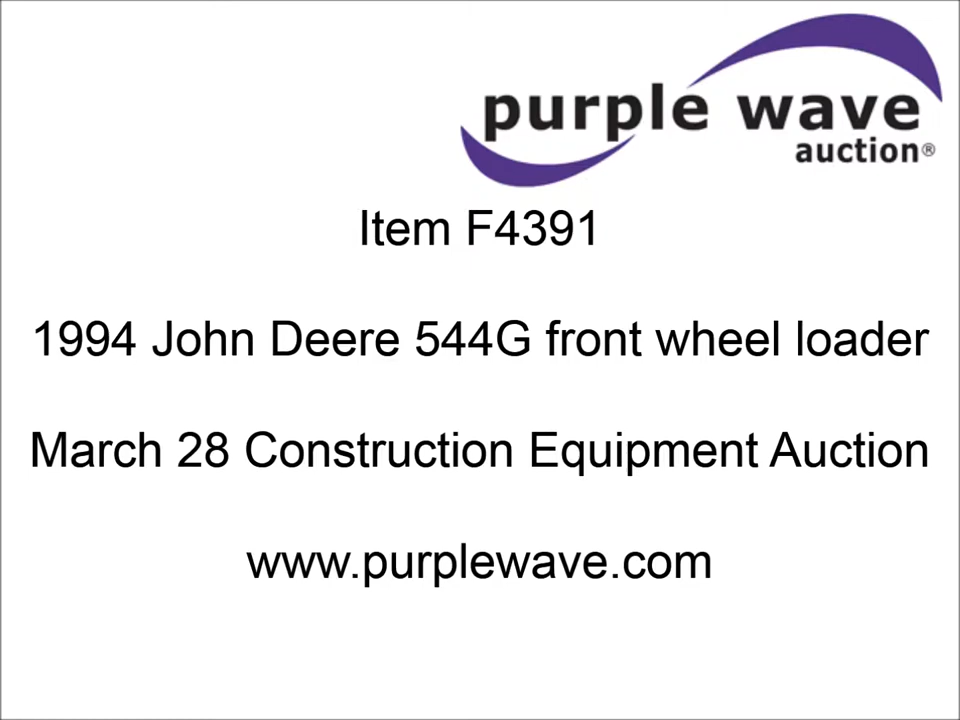 purple wave
auction®
Item F4391
1994 John Deere 544G front wheel loader
March 28 Construction Equipment Auction
www.purplewave.com